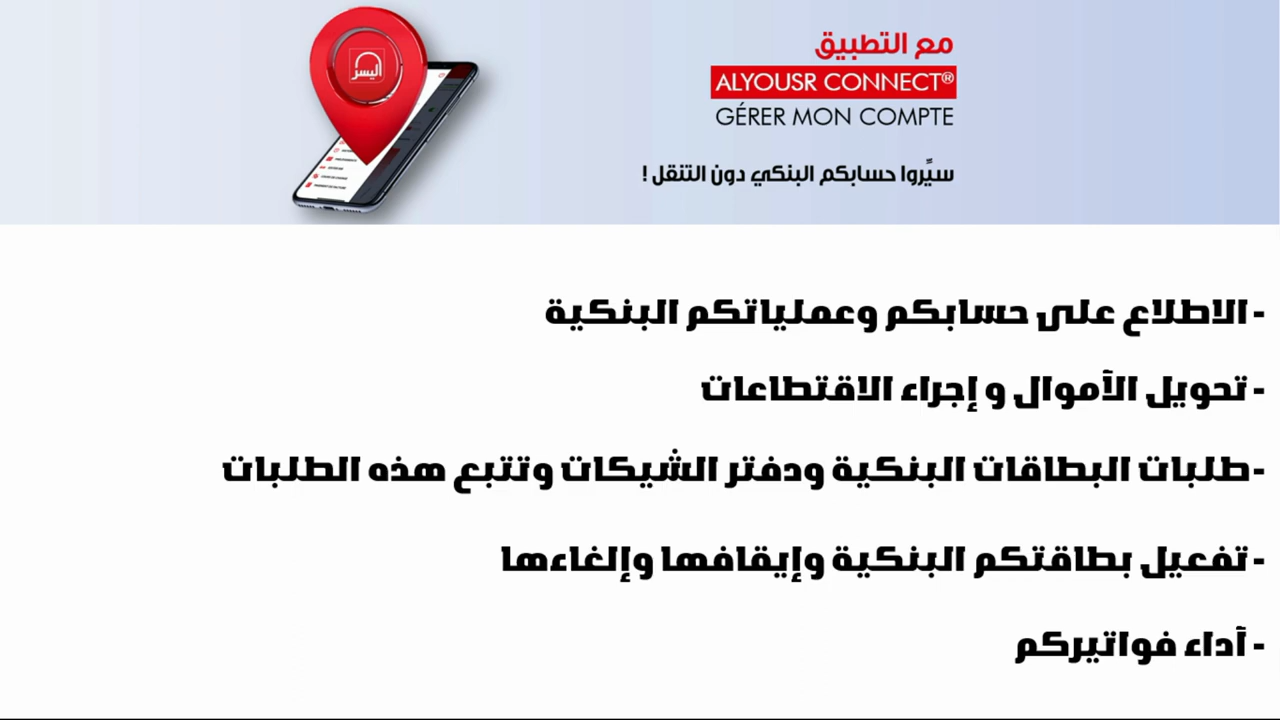 مع التطبيق
ALYOUSR CONNECT®
GÉRER MON COMPTE
سيِّروا حسابكم البنكي دون التنقل !
اليسر
- الاطلاع على حسابكم وعملياتكم البنكية
- تحويل الأموال و إجراء الاقتطاعات
-طلبات البطاقات البنكية ودفتر الشيكات وتتبع هذه الطلبات
- تفعيل بطاقتكم البنكية وإيقافها وإلغاءها
- أداء فواتيركم